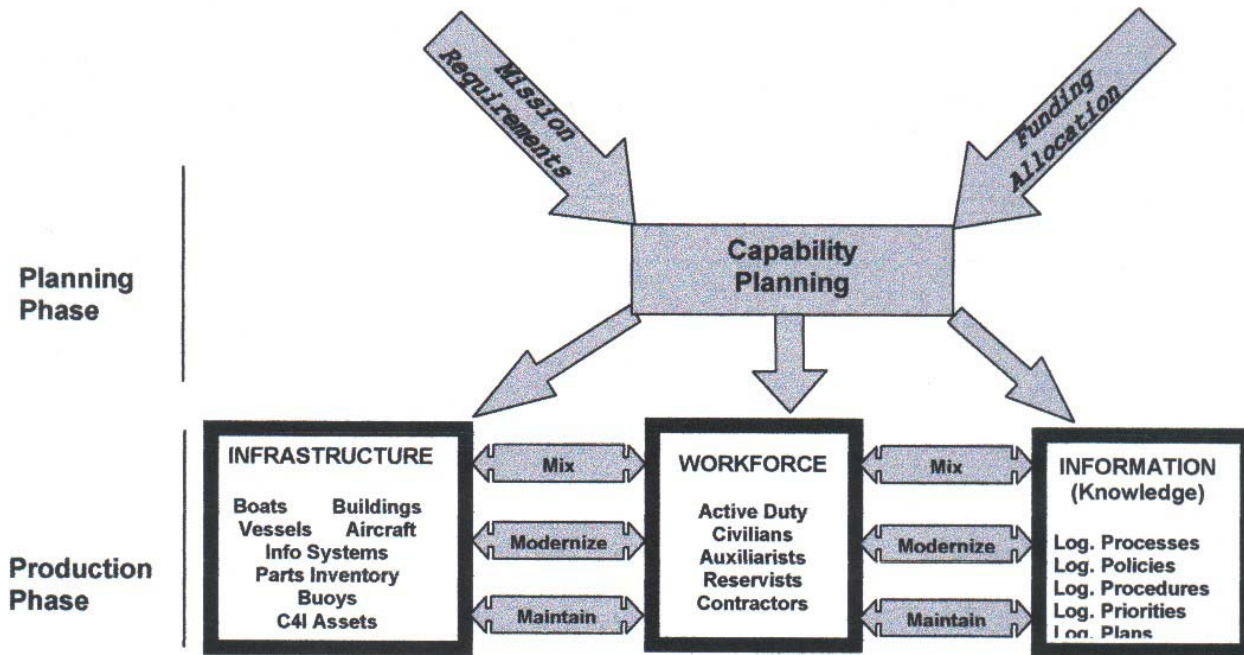 Mission
Requirements
Funding
Allocation
Capability
Planning
Planning
Phase
Production
Phase
INFRASTRUCTURE
Boats Buildings
Vessels Aircraft
Info Systems
Parts Inventory
Buoys
C4I Assets
Mix
Modernize
Maintain
WORKFORCE
Active Duty
Civilians
Auxiliarists
Reservists
Contractors
Mix
Modernize
Maintain
INFORMATION
(Knowledge)
Log. Processes
Log. Policies
Log. Procedures
Log. Priorities
Log. Plans